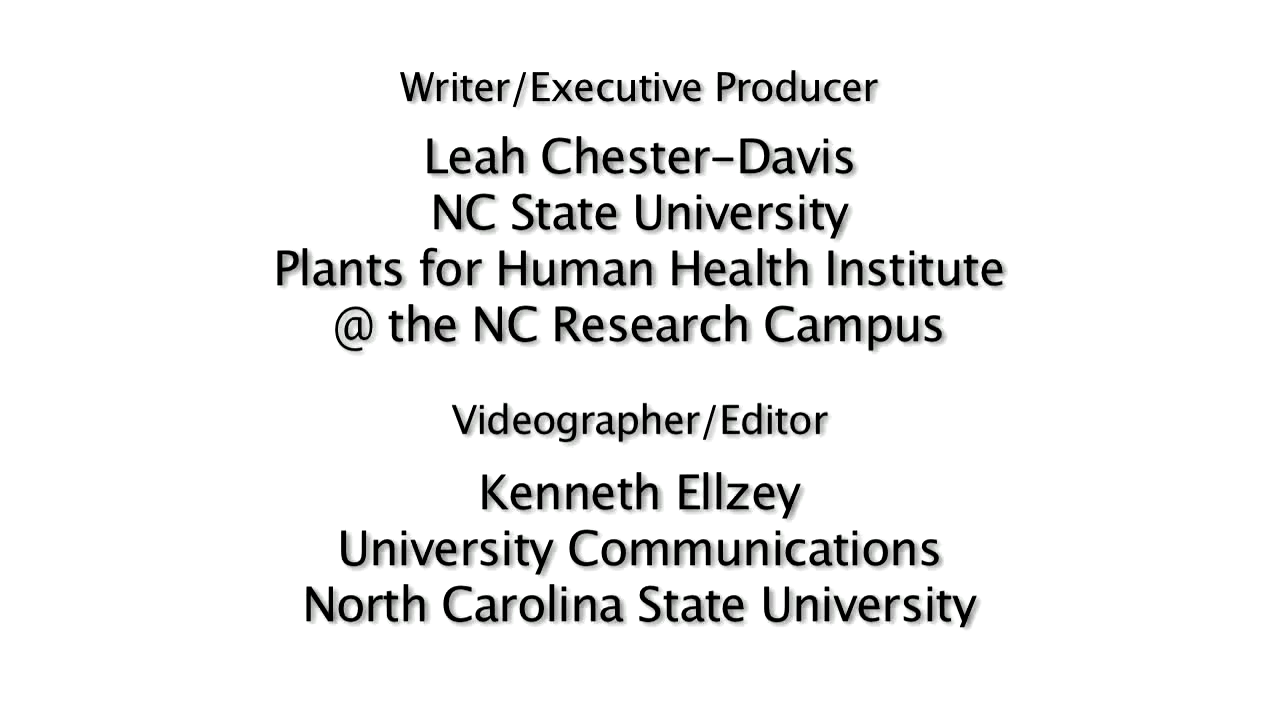 Writer/Executive Producer
Leah Chester-Davis
NC State University
Plants for Human Health Institute
@ the NC Research Campus
Videographer/Editor
Kenneth Ellzey
University Communications
North Carolina State University